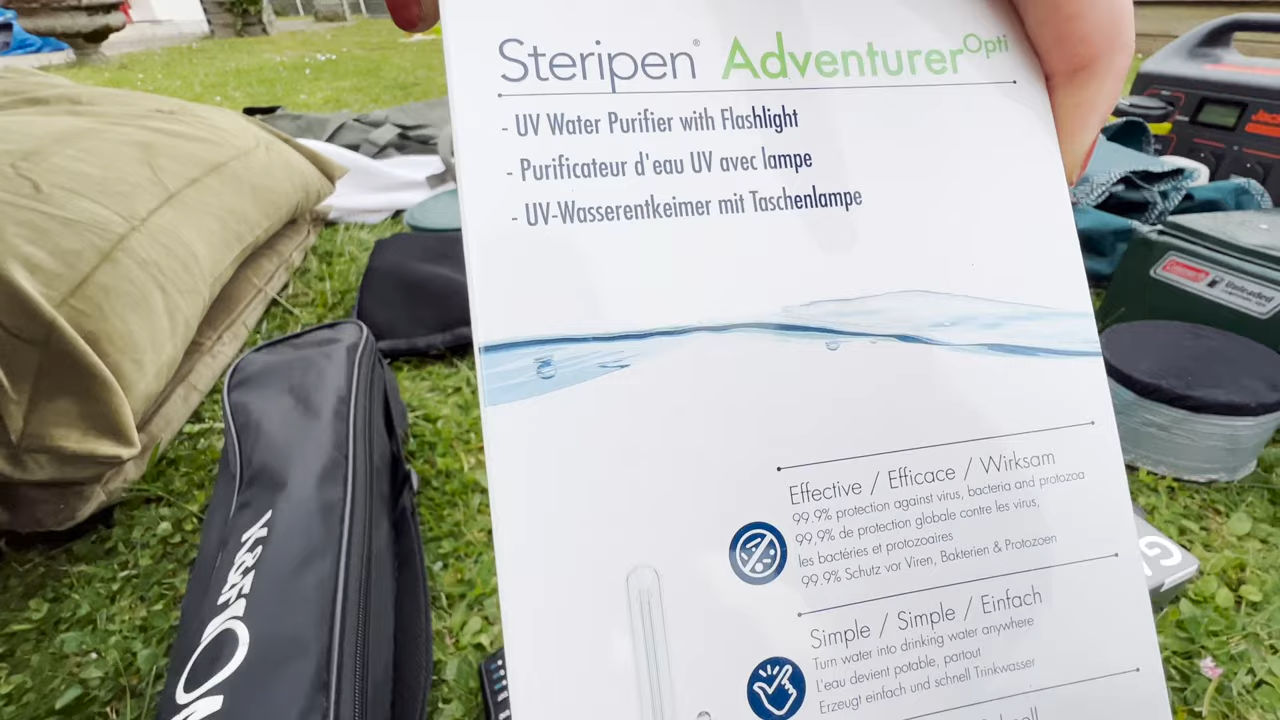 Steripen® Adventurer Opti
- UV Water Purifier with Flashlight
- Purificateur d'eau UV avec lampe
- UV-Wasserentkeimer mit Taschenlampe
Effective / Efficace / Wirksam
99.9% protection against virus, bacteria and protozoa
99,9% de protection globale contre les virus,
les bactéries et protozoaires
99.9% Schutz vor Viren, Bakterien & Protozoen
Simple / Simple / Einfach
Turn water into drinking water anywhere
L'eau devient potable, partout
Erzeugt einfach und schnell Trinkwasser
Coleman
Unleaded